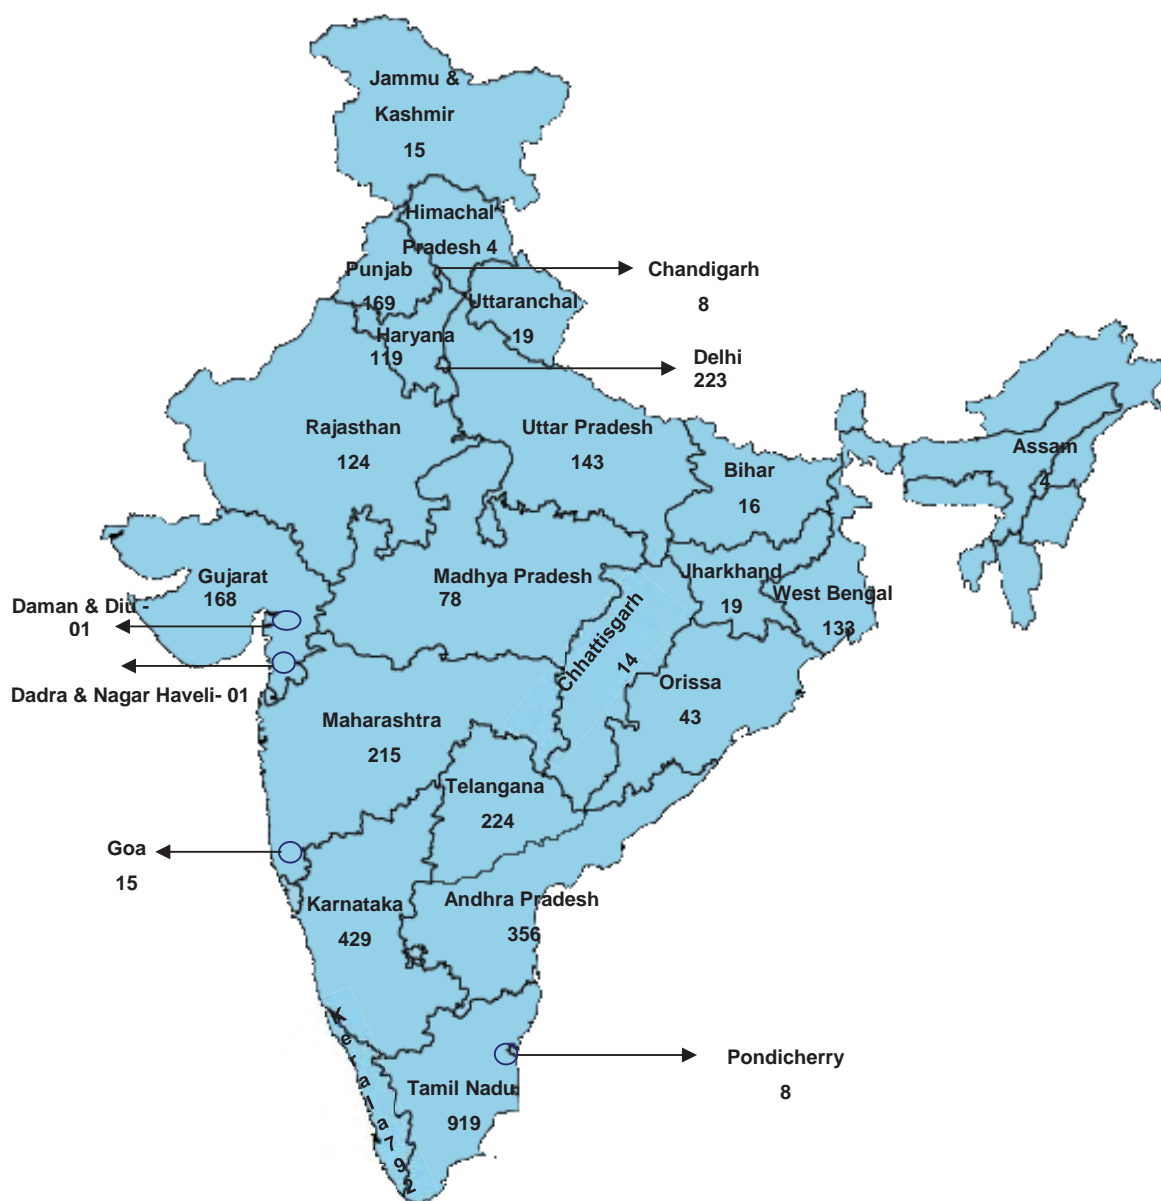 Jammu &
Kashmir
15
Himachal
Pradesh 4
Punjab
169
Chandigarh
8
Uttaranchal
19
Haryana
119
Delhi
223
Rajasthan
124
Uttar Pradesh
143
Bihar
16
Assam
4
Gujarat
168
Madhya Pradesh
78
Jharkhand
19
West Bengal
133
Daman & Diu -
01
Chhattisgarh
14
Dadra & Nagar Haveli- 01
Orissa
43
Maharashtra
215
Telangana
224
Goa
15
Karnataka
429
Andhra Pradesh
356
Kerala 792
Pondicherry
8
Tamil Nadu
919